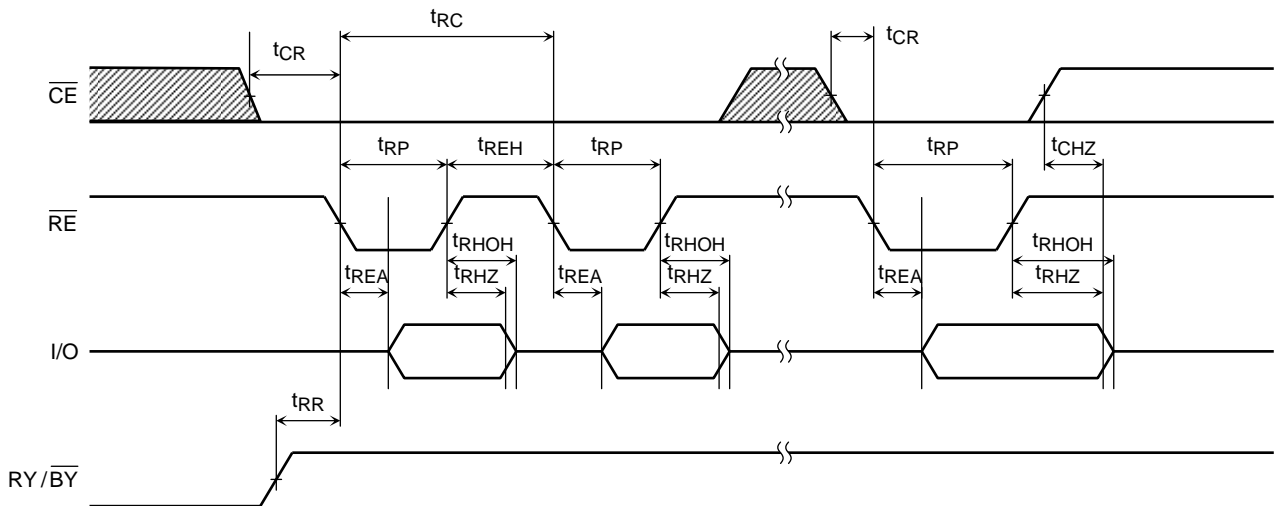 tRC
tCR
tCR
CE
tRP
tREH
tRP
tRP
tCHZ
RE
tRHOH
tRHOH
tRHOH
tREA
tRHZ
tREA
tRHZ
tREA
tRHZ
I/O
tRR
RY/BY